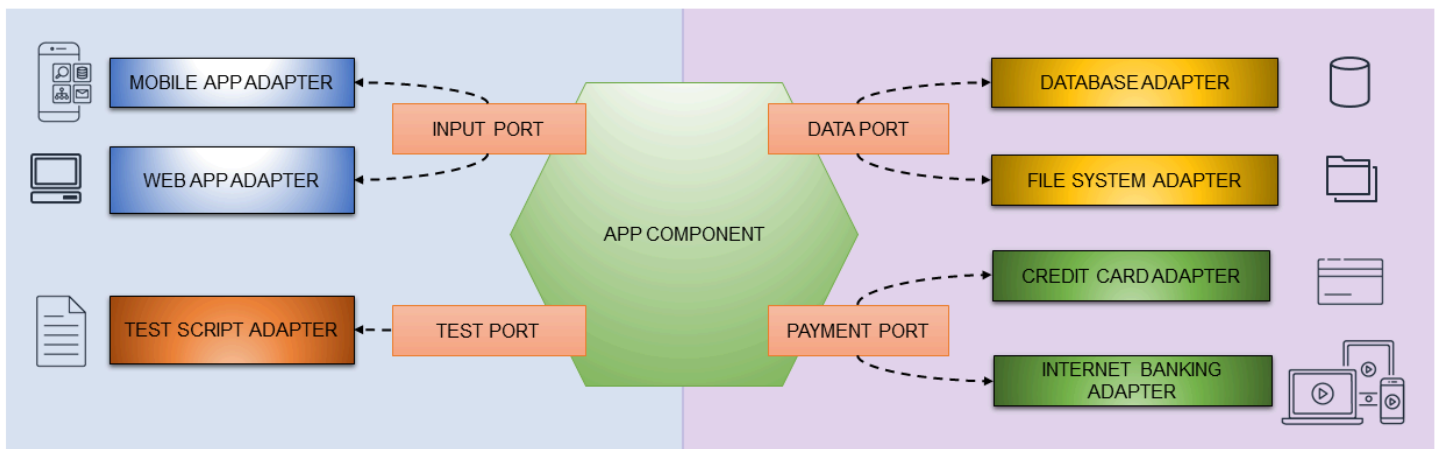 MOBILE APP ADAPTER
INPUT PORT
WEB APP ADAPTER
TEST SCRIPT ADAPTER
TEST PORT
APP COMPONENT
DATA PORT
DATABASE ADAPTER
FILE SYSTEM ADAPTER
PAYMENT PORT
CREDIT CARD ADAPTER
INTERNET BANKING
ADAPTER